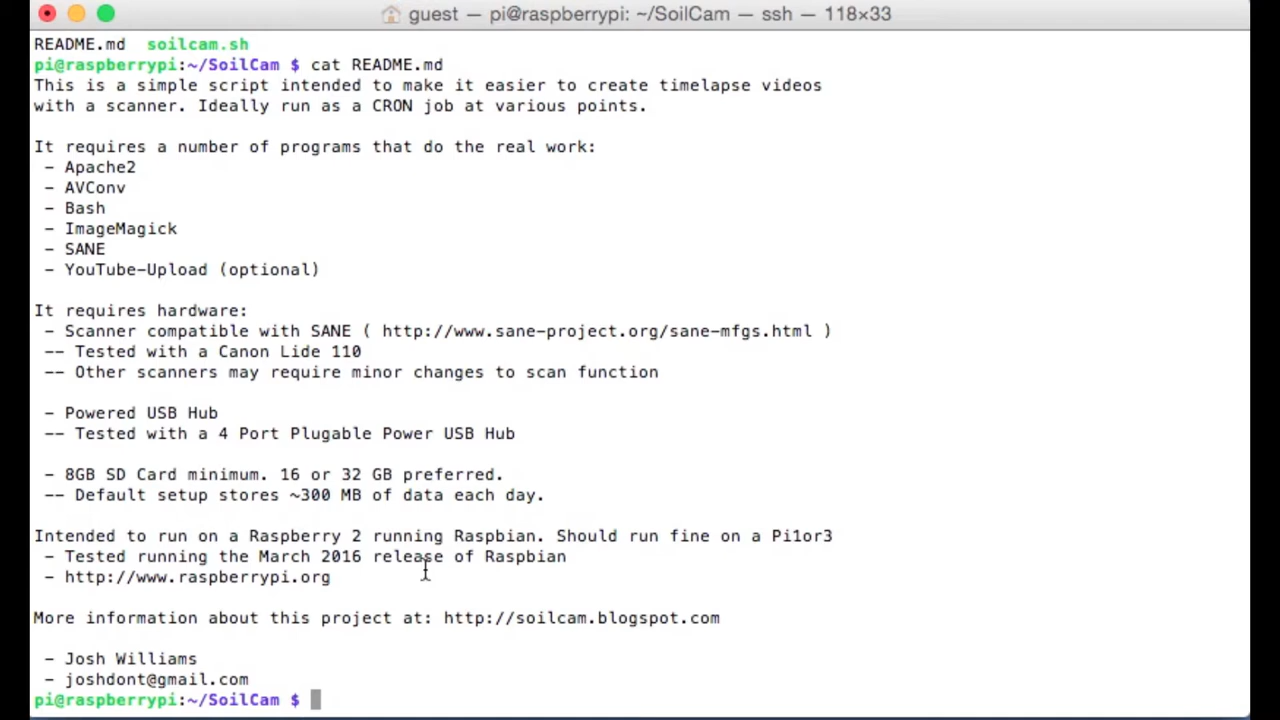 guest — pi@raspberrypi: ~/SoilCam — ssh — 118×33
README.md  soilcam.sh
pi@raspberrypi:~/SoilCam $ cat README.md
This is a simple script intended to make it easier to create timelapse videos
with a scanner. Ideally run as a CRON job at various points.

It requires a number of programs that do the real work:
 - Apache2
 - AVConv
 - Bash
 - ImageMagick
 - SANE
 - YouTube-Upload (optional)

It requires hardware:
 - Scanner compatible with SANE ( http://www.sane-project.org/sane-mfgs.html )
 -- Tested with a Canon Lide 110
 -- Other scanners may require minor changes to scan function

 - Powered USB Hub
 -- Tested with a 4 Port Plugable Power USB Hub

 - 8GB SD Card minimum. 16 or 32 GB preferred.
 -- Default setup stores ~300 MB of data each day.

Intended to run on a Raspberry 2 running Raspbian. Should run fine on a Pi1or3
 - Tested running the March 2016 release of Raspbian
 - http://www.raspberrypi.org

More information about this project at: http://soilcam.blogspot.com

 - Josh Williams
 - joshdont@gmail.com
pi@raspberrypi:~/SoilCam $